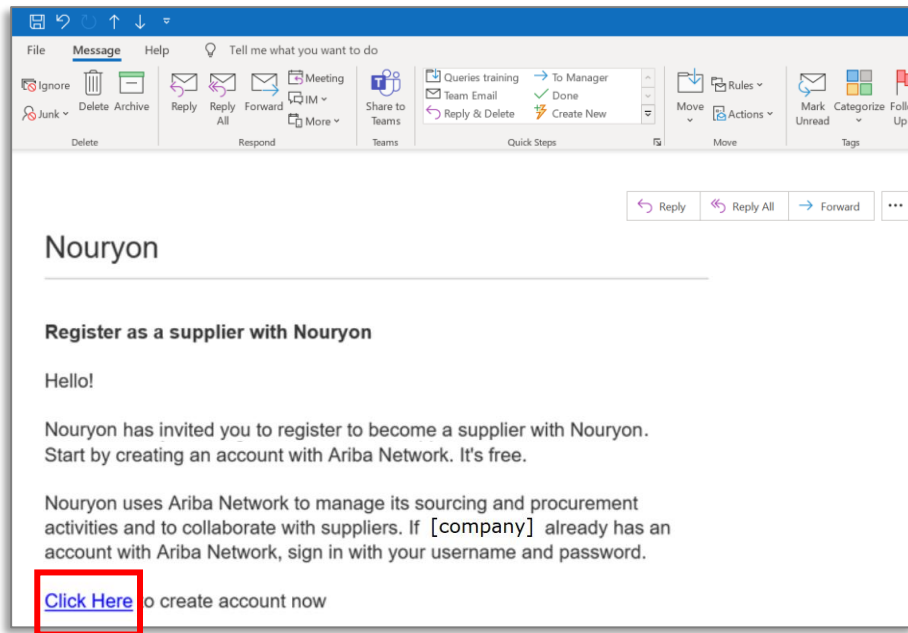 File Message Help Tell me what you want to do
Ignore
Junk
Delete Archive
Reply Reply All Forward
Meeting
IM
More
Share to Teams
Queries training To Manager
Team Email Done
Reply & Delete Create New
Move
Rules
Actions
Mark Unread Categorize Follo Up
Delete Respond Teams Quick Steps Move Tags
Reply Reply All Forward
Nouryon
Register as a supplier with Nouryon
Hello!
Nouryon has invited you to register to become a supplier with Nouryon.
Start by creating an account with Ariba Network. It's free.
Nouryon uses Ariba Network to manage its sourcing and procurement
activities and to collaborate with suppliers. If [company] already has an
account with Ariba Network, sign in with your username and password.
Click Here o create account now